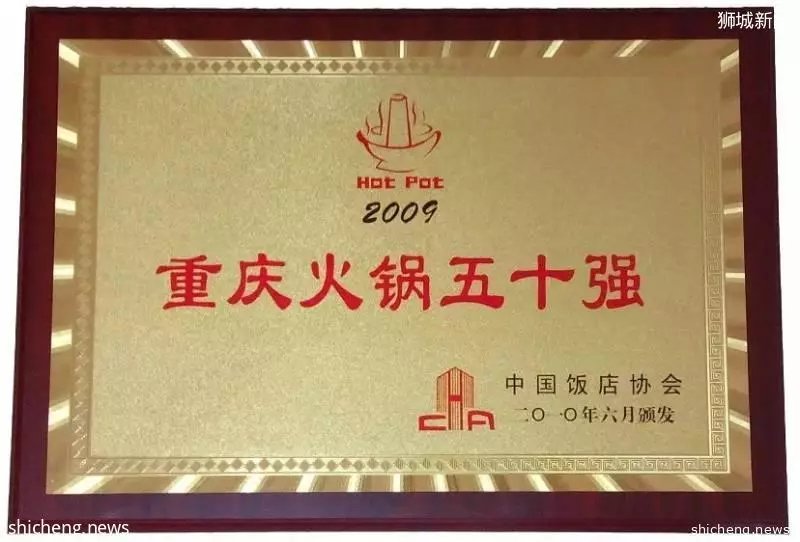 狮城新
Hot Pot
2009
重庆火锅五十强
CHA
中国饭店协会
二〇一〇年六月颁发
shicheng.news
shicheng.news